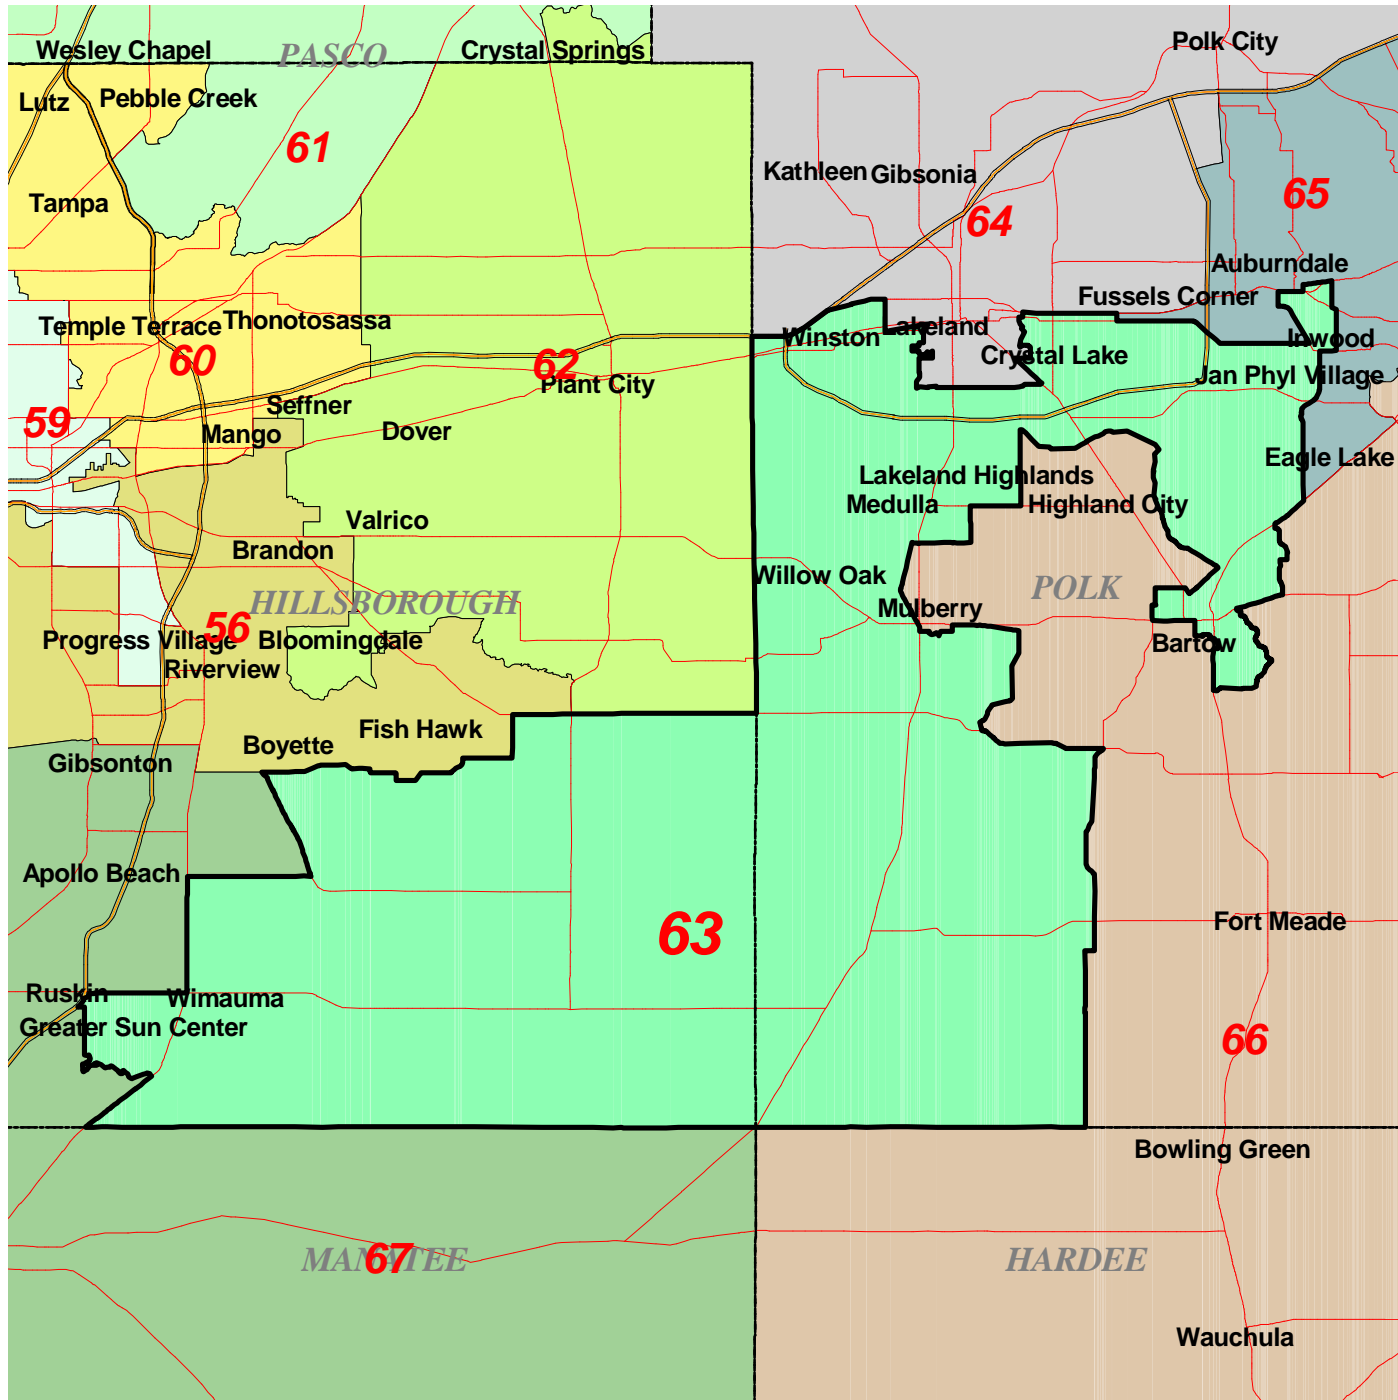 Wesley Chapel
PASCO
Crystal Springs
Polk City
Lutz
Pebble Creek
61
Kathleen
Gibsonia
65
Tampa
64
Auburndale
Fussels Corner
Temple Terrace
Thonotosassa
Winston
Lakeland
Inwood
60
62
Crystal Lake
Plant City
Jan Phyl Village
Seffner
59
Mango
Dover
Eagle Lake
Lakeland Highlands
Medulla
Highland City
Valrico
Brandon
Willow Oak
HILLSBOROUGH
POLK
Mulberry
56
Progress Village
Bloomingdale
Bartow
Riverview
Fish Hawk
Boyette
Gibsonton
Apollo Beach
63
Fort Meade
Ruskin
Wimauma
Greater Sun Center
66
Bowling Green
MANATEE
67
HARDEE
Wauchula